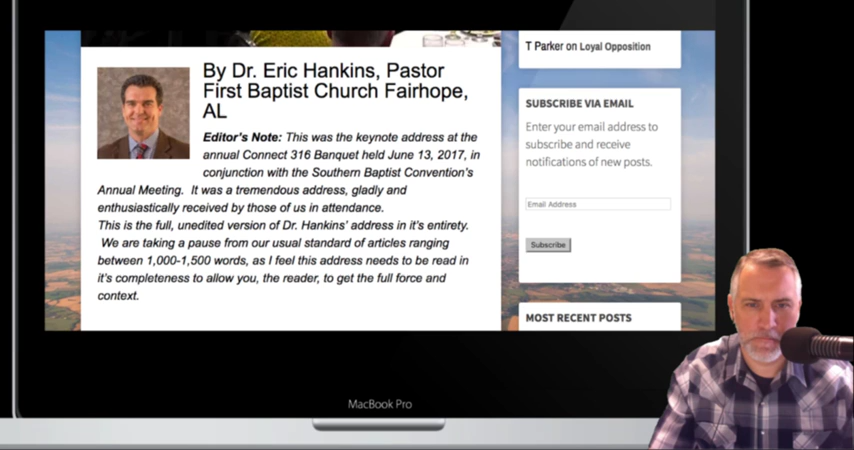 T Parker on Loyal Opposition
By Dr. Eric Hankins, Pastor
First Baptist Church Fairhope,
AL
Editor's Note: This was the keynote address at the
annual Connect 316 Banquet held June 13, 2017, in
conjunction with the Southern Baptist Convention's
Annual Meeting. It was a tremendous address, gladly and
enthusiastically received by those of us in attendance.
This is the full, unedited version of Dr. Hankins' address in it's entirety.
We are taking a pause from our usual standard of articles ranging
between 1,000-1,500 words, as I feel this address needs to be read in
it's completeness to allow you, the reader, to get the full force and
context.
SUBSCRIBE VIA EMAIL
Enter your email address to
subscribe and receive
notifications of new posts.
Email Address
Subscribe
MOST RECENT POSTS
MacBook Pro